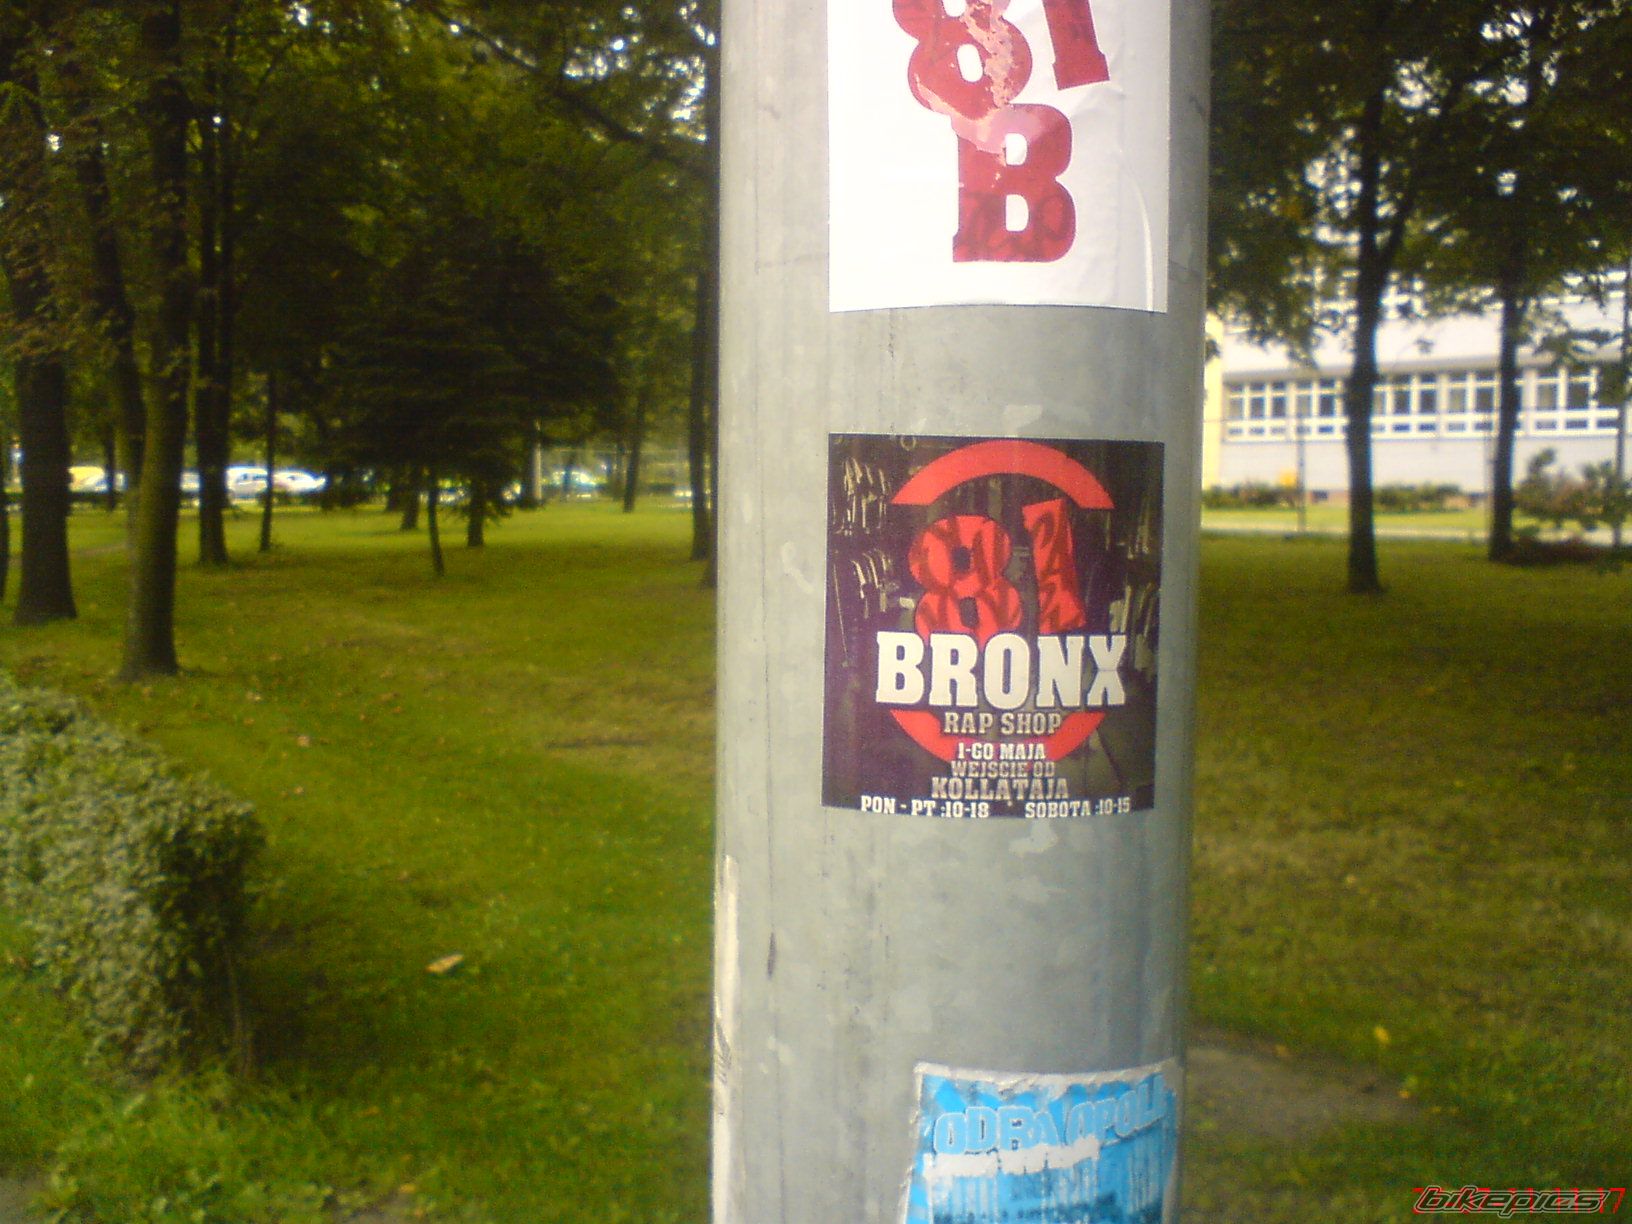 81
B
81
BRONX
RAP SHOP
1-GO MAJA
WEJSCIE OD
KOLLATAJA
PON - PT :10-18 SOBOTA :10-15
ODRA OPOLE
bikepics